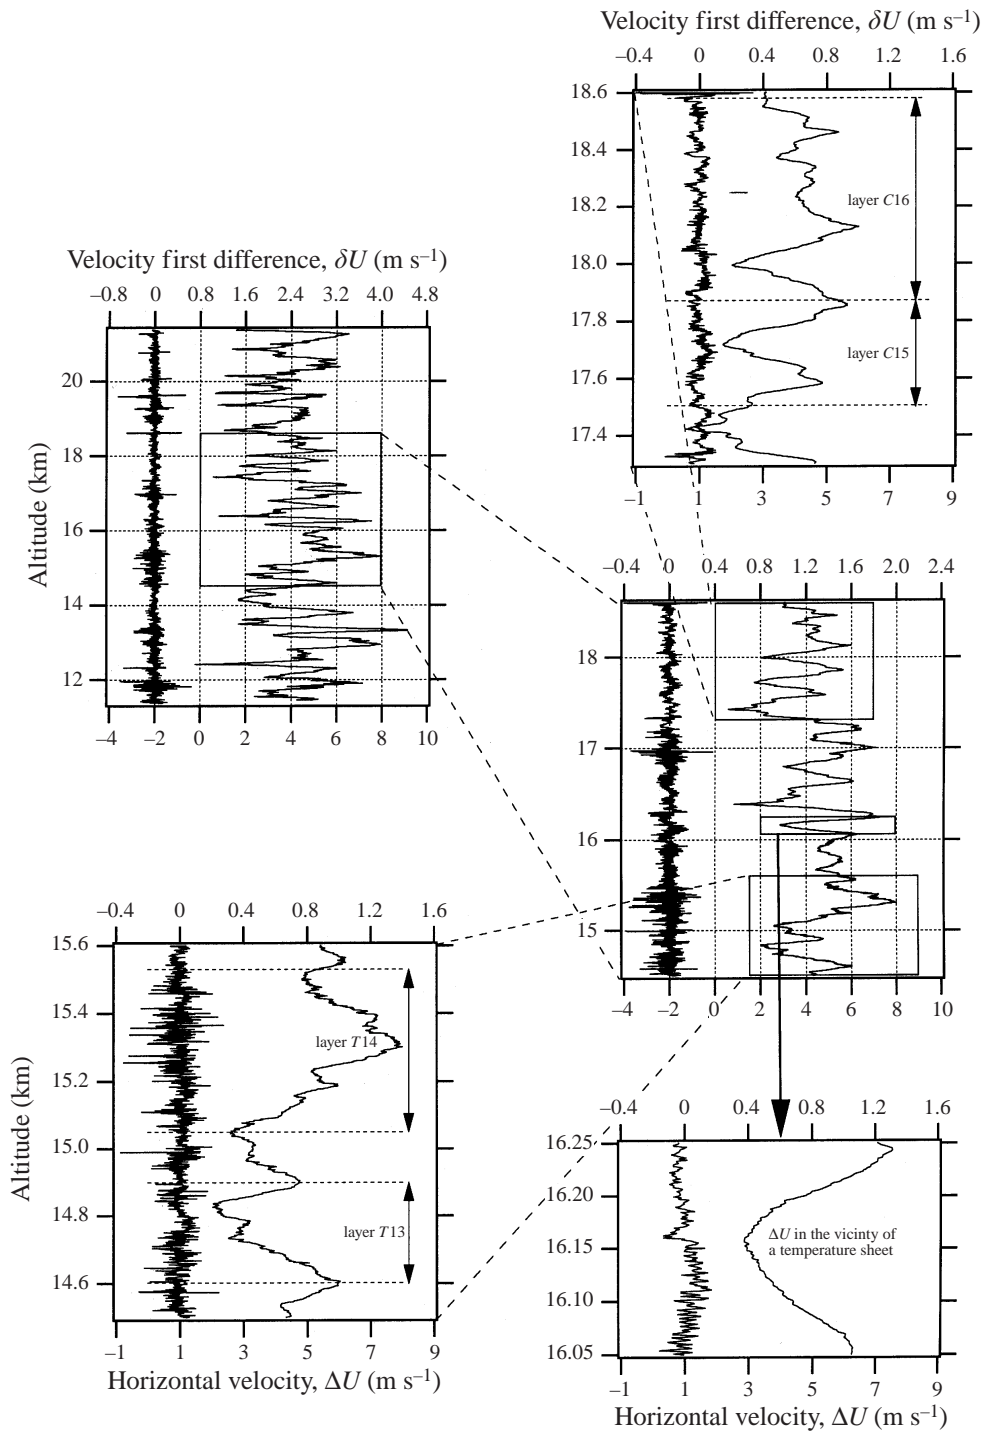 Velocity first difference, δU (m s⁻¹)
–0.4 0 0.4 0.8 1.2 1.6
18.6
18.4
layer C16
18.2
18.0
17.8
layer C15
17.6
17.4
–1 1 3 5 7 9
Velocity first difference, δU (m s⁻¹)
–0.8 0 0.8 1.6 2.4 3.2 4.0 4.8
Altitude (km)
20
18
16
14
12
–4 –2 0 2 4 6 8 10
–0.4 0 0.4 0.8 1.2 1.6 2.0 2.4
18
17
16
15
–4 –2 0 2 4 6 8 10
–0.4 0 0.4 0.8 1.2 1.6
Altitude (km)
15.6
15.4
layer T14
15.2
15.0
14.8
layer T13
14.6
–1 1 3 5 7 9
Horizontal velocity, ΔU (m s⁻¹)
–0.4 0 0.4 0.8 1.2 1.6
16.25
16.20
ΔU in the vicinty of
a temperature sheet
16.15
16.10
16.05
–1 1 3 5 7 9
Horizontal velocity, ΔU (m s⁻¹)